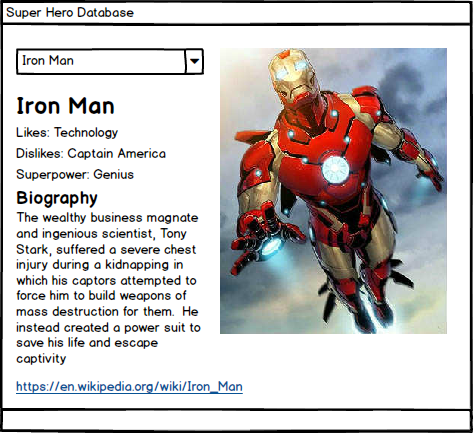 Super Hero Database
Iron Man
Iron Man
Likes: Technology
Dislikes: Captain America
Superpower: Genius
Biography
The wealthy business magnate
and ingenious scientist, Tony
Stark, suffered a severe chest
injury during a kidnapping in
which his captors attempted to
force him to build weapons of
mass destruction for them. He
instead created a power suit to
save his life and escape
captivity
https://en.wikipedia.org/wiki/Iron_Man